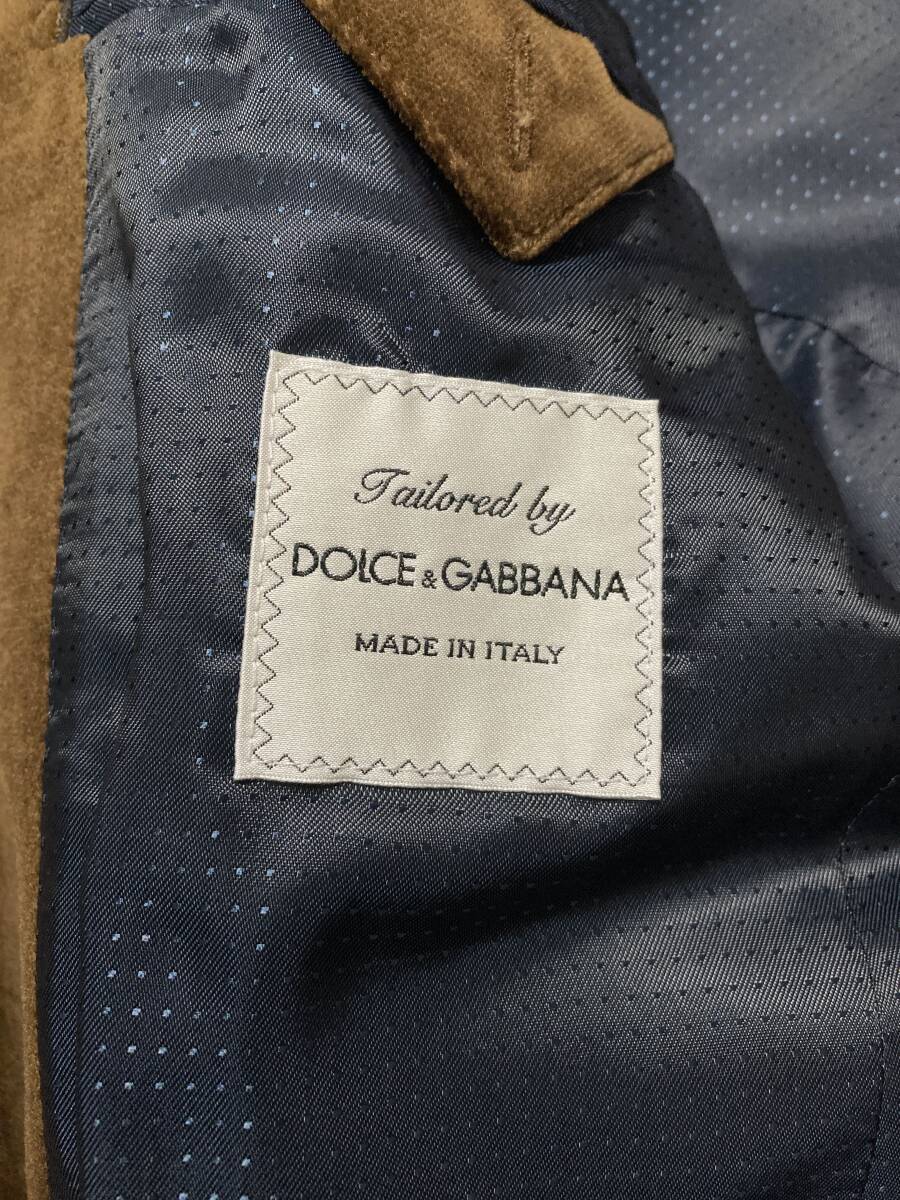 Tailored by
DOLCE & GABBANA
MADE IN ITALY